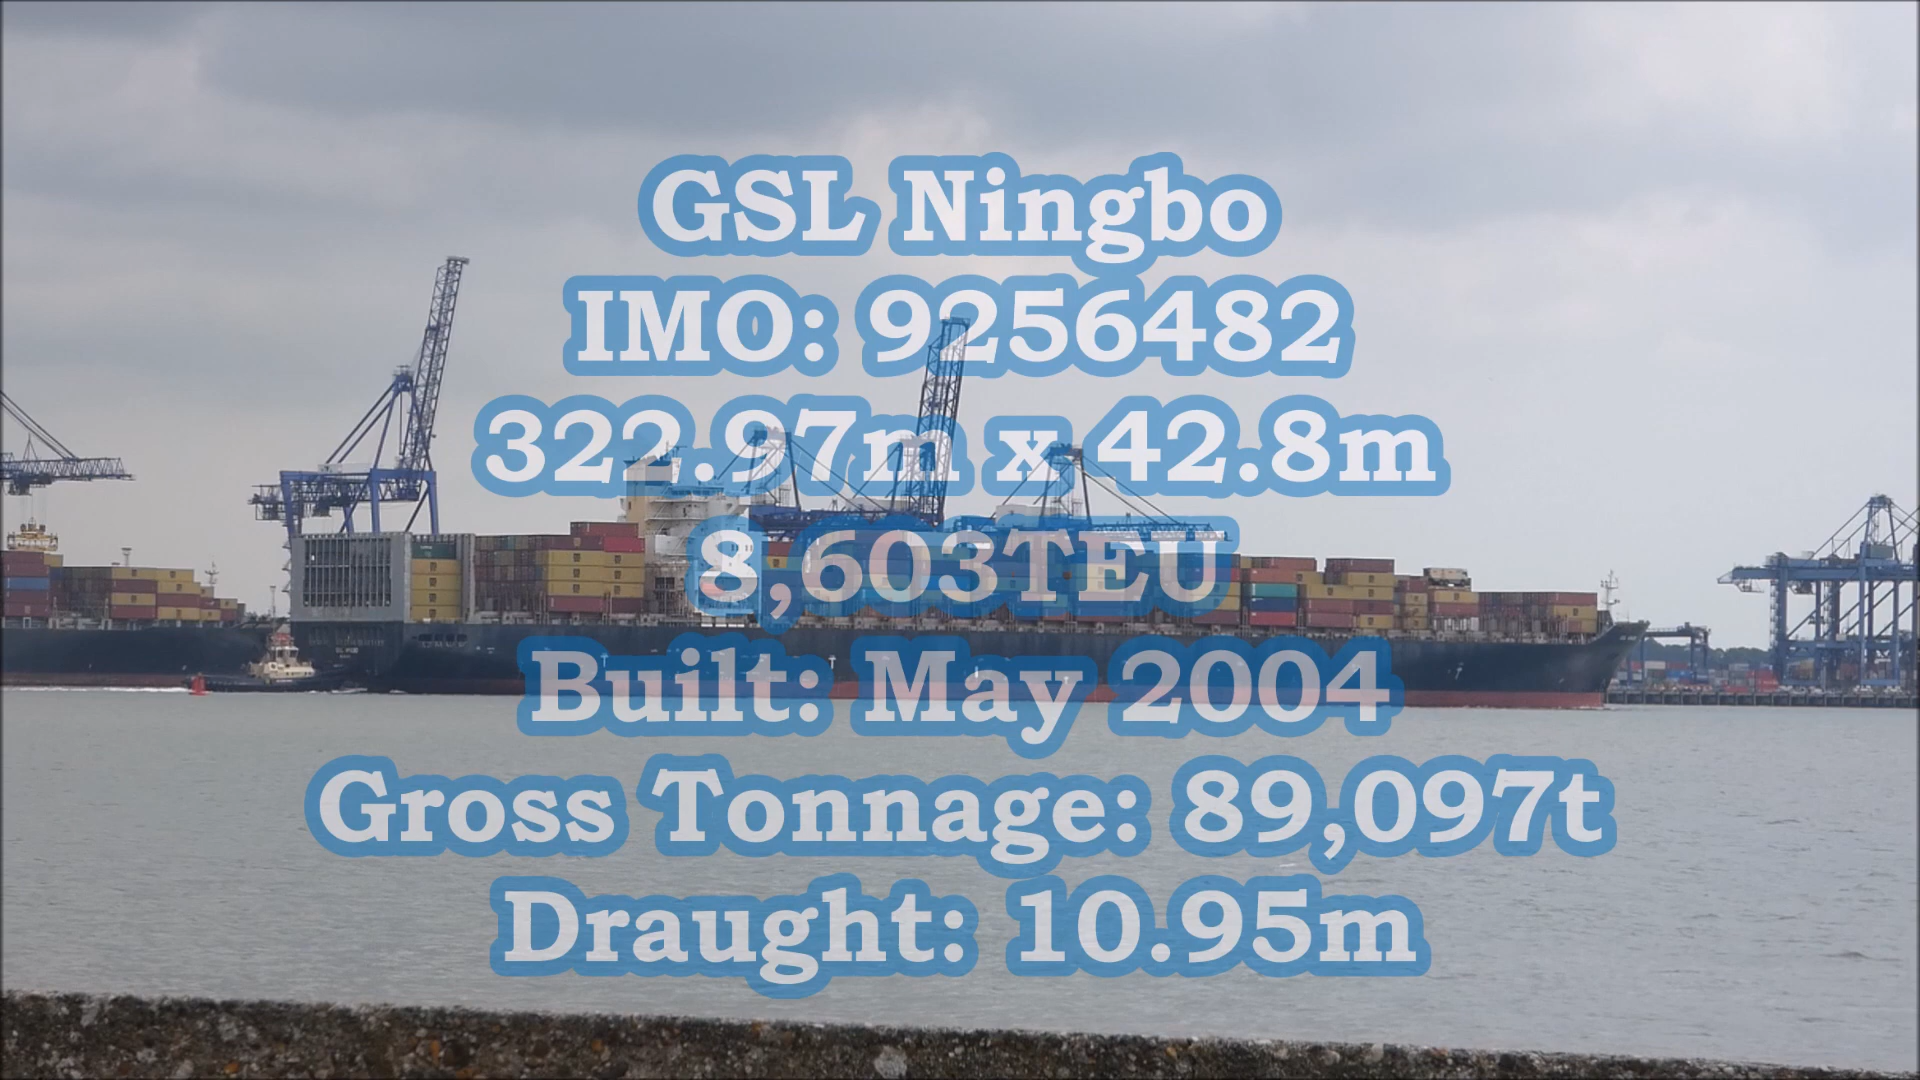 GSL Ningbo
IMO: 9256482
322.97m x 42.8m
8,603TEU
Built: May 2004
Gross Tonnage: 89,097t
Draught: 10.95m